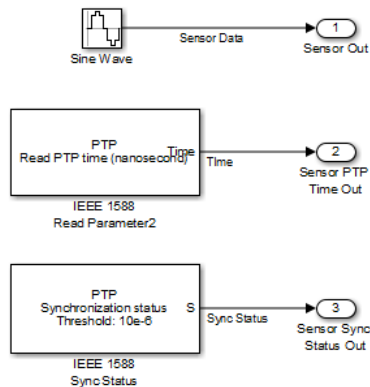 1
Sensor Data
Sine Wave
Sensor Out
PTP
Read PTP time (nanosecond)
Time
TIme
2
Sensor PTP
Time Out
IEEE 1588
Read Parameter2
PTP
Synchronization status
Threshold: 10e-6
S
Sync Status
3
Sensor Sync
Status Out
IEEE 1588
Sync Status